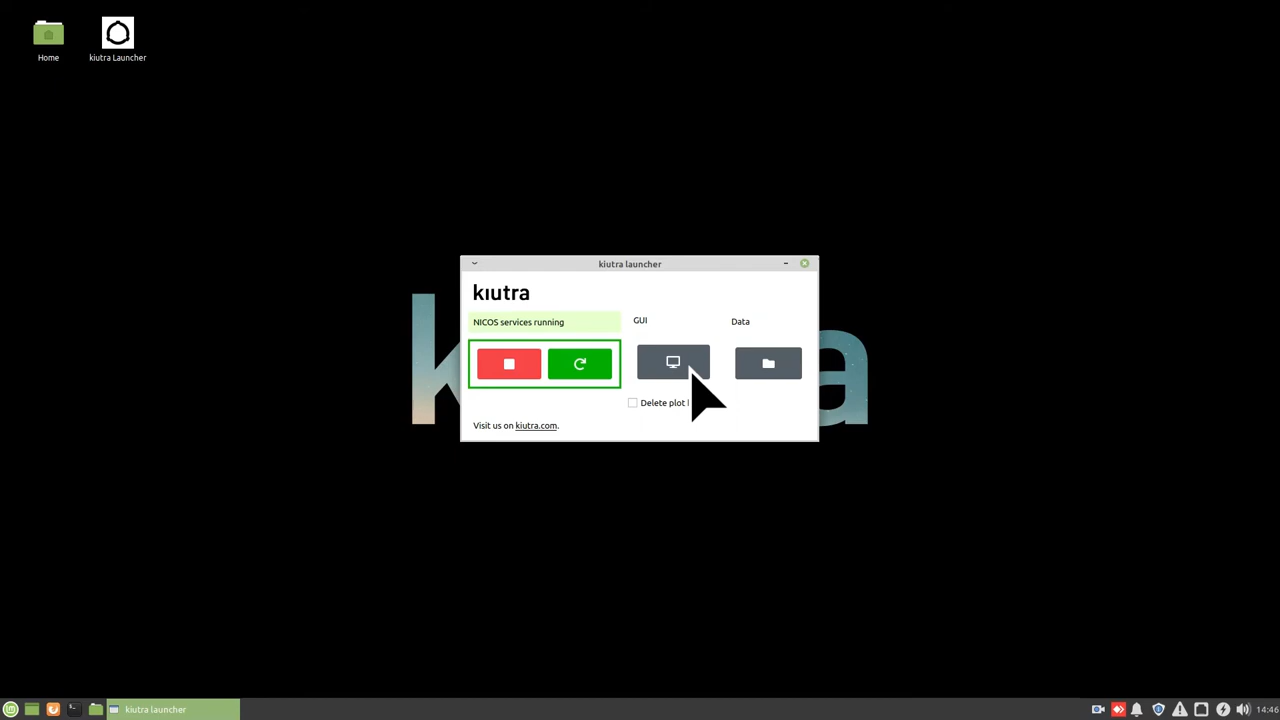 Home
kiutra Launcher
kiutra launcher
kiutra
NICOS services running
GUI
Data
Delete plot
Visit us on kiutra.com.
kiutra launcher
14:46